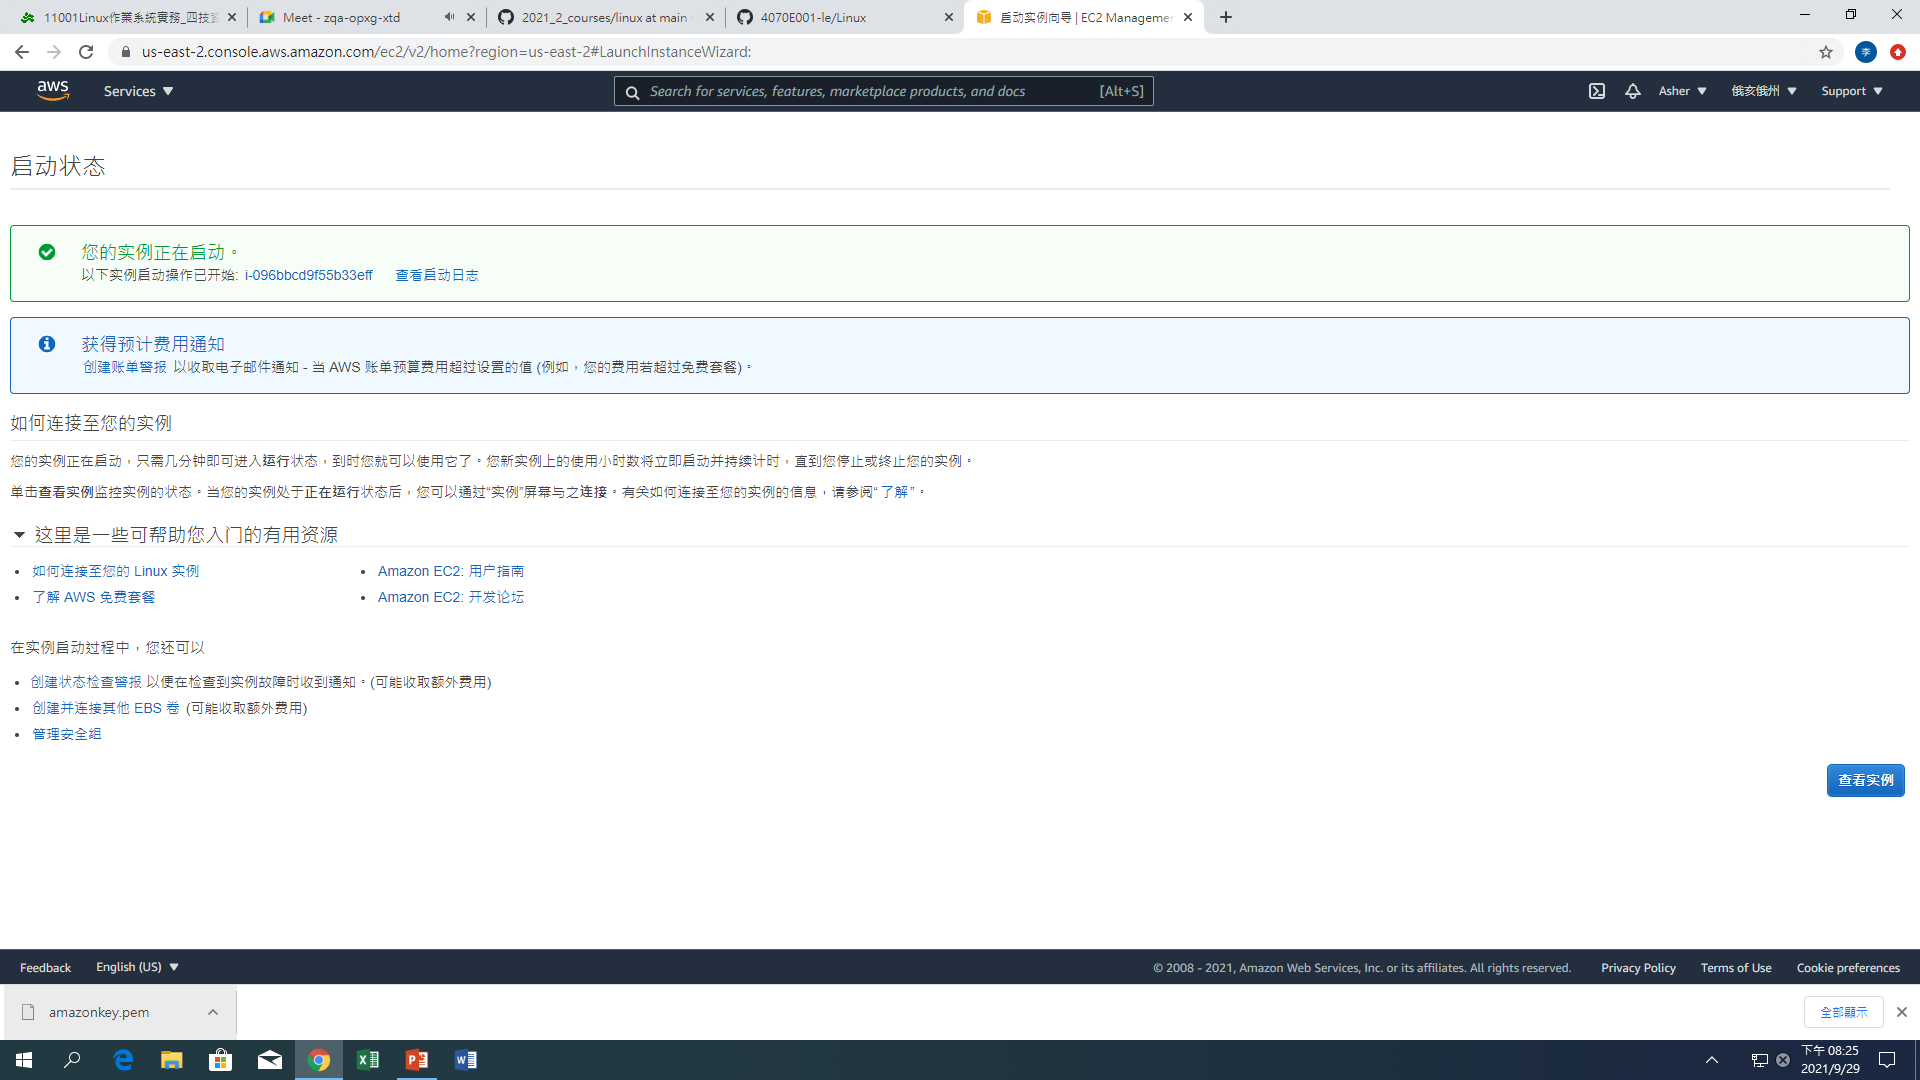 11001Linux作業系統實務_四技資
Meet - zqa-opxg-xtd
2021_2_courses/linux at main ·
4070E001-le/Linux
启动实例向导 | EC2 Managemen
us-east-2.console.aws.amazon.com/ec2/v2/home?region=us-east-2#LaunchInstanceWizard:
李
aws
Services
Search for services, features, marketplace products, and docs
[Alt+S]
Asher
俄亥俄州
Support
启动状态
您的实例正在启动。
以下实例启动操作已开始: i-096bbcd9f55b33eff 查看启动日志
获得预计费用通知
创建账单警报 以收取电子邮件通知 - 当 AWS 账单预算费用超过设置的值 (例如，您的费用若超过免费套餐)。
如何连接至您的实例
您的实例正在启动，只需几分钟即可进入运行状态，到时您就可以使用它了。您新实例上的使用小时数将立即启动并持续计时，直到您停止或终止您的实例。
单击查看实例监控实例的状态。当您的实例处于正在运行状态后，您可以通过“实例”屏幕与之连接。有关如何连接至您的实例的信息，请参阅“了解”。
这里是一些可帮助您入门的有用资源
• 如何连接至您的 Linux 实例
• Amazon EC2: 用户指南
• 了解 AWS 免费套餐
• Amazon EC2: 开发论坛
在实例启动过程中，您还可以
• 创建状态检查警报 以便在检查到实例故障时收到通知。(可能收取额外费用)
• 创建并连接其他 EBS 卷 (可能收取额外费用)
• 管理安全组
查看实例
Feedback
English (US)
© 2008 - 2021, Amazon Web Services, Inc. or its affiliates. All rights reserved.
Privacy Policy
Terms of Use
Cookie preferences
amazonkey.pem
全部顯示
下午 08:25
2021/9/29